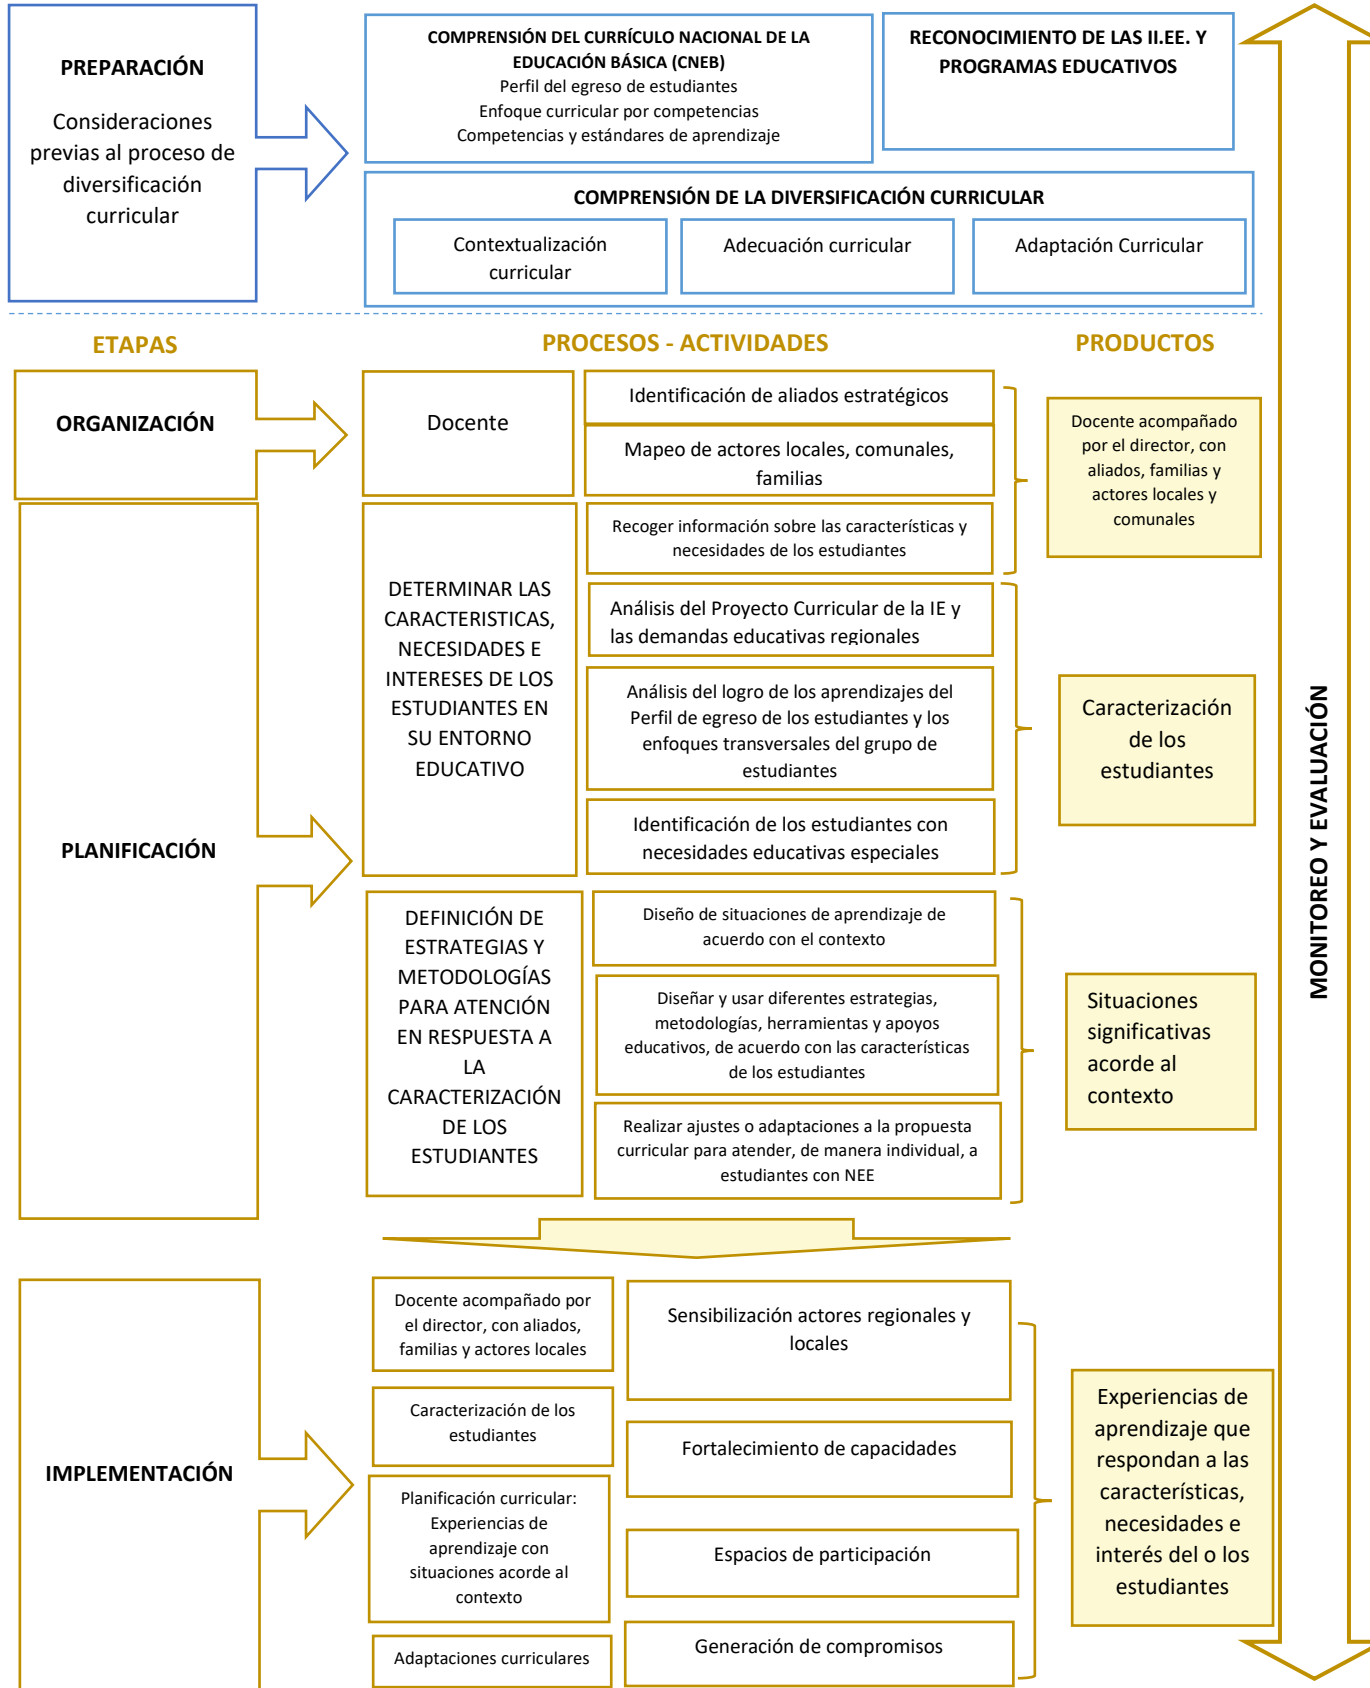 PREPARACIÓN
Consideraciones
previas al proceso de
diversificación
curricular
COMPRENSIÓN DEL CURRÍCULO NACIONAL DE LA
EDUCACIÓN BÁSICA (CNEB)
Perfil del egreso de estudiantes
Enfoque curricular por competencias
Competencias y estándares de aprendizaje
RECONOCIMIENTO DE LAS II.EE. Y
PROGRAMAS EDUCATIVOS
COMPRENSIÓN DE LA DIVERSIFICACIÓN CURRICULAR
Contextualización
curricular
Adecuación curricular
Adaptación Curricular
ETAPAS
PROCESOS - ACTIVIDADES
PRODUCTOS
ORGANIZACIÓN
Docente
Identificación de aliados estratégicos
Mapeo de actores locales, comunales,
familias
Docente acompañado
por el director, con
aliados, familias y
actores locales y
comunales
PLANIFICACIÓN
DETERMINAR LAS
CARACTERISTICAS,
NECESIDADES E
INTERESES DE LOS
ESTUDIANTES EN
SU ENTORNO
EDUCATIVO
Recoger información sobre las características y
necesidades de los estudiantes
Análisis del Proyecto Curricular de la IE y
las demandas educativas regionales
Análisis del logro de los aprendizajes del
Perfil de egreso de los estudiantes y los
enfoques transversales del grupo de
estudiantes
Identificación de los estudiantes con
necesidades educativas especiales
Caracterización
de los
estudiantes
DEFINICIÓN DE
ESTRATEGIAS Y
METODOLOGÍAS
PARA ATENCIÓN
EN RESPUESTA A
LA
CARACTERIZACIÓN
DE LOS
ESTUDIANTES
Diseño de situaciones de aprendizaje de
acuerdo con el contexto
Diseñar y usar diferentes estrategias,
metodologías, herramientas y apoyos
educativos, de acuerdo con las características
de los estudiantes
Realizar ajustes o adaptaciones a la propuesta
curricular para atender, de manera individual, a
estudiantes con NEE
Situaciones
significativas
acorde al
contexto
IMPLEMENTACIÓN
Docente acompañado por
el director, con aliados,
familias y actores locales
Caracterización de los
estudiantes
Planificación curricular:
Experiencias de
aprendizaje con
situaciones acorde al
contexto
Adaptaciones curriculares
Sensibilización actores regionales y
locales
Fortalecimiento de capacidades
Espacios de participación
Generación de compromisos
Experiencias de
aprendizaje que
respondan a las
características,
necesidades e
interés del o los
estudiantes
MONITOREO Y EVALUACIÓN